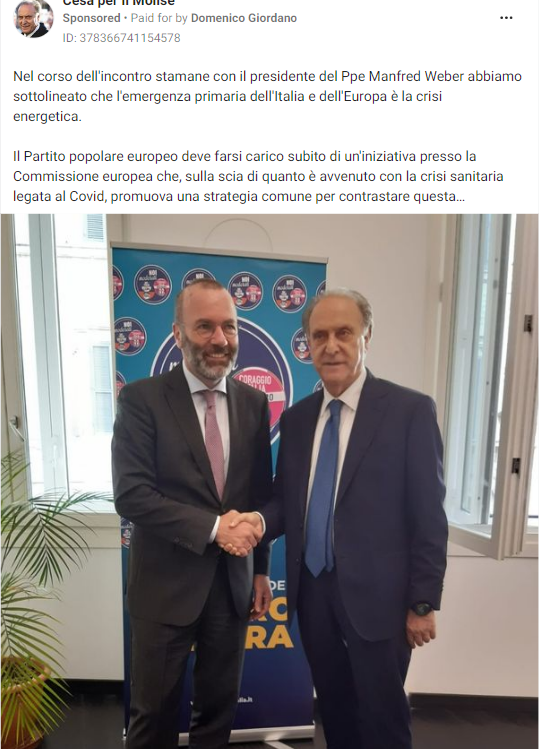 Cesa per il Molise
Sponsored • Paid for by Domenico Giordano
ID: 378366741154578
Nel corso dell'incontro stamane con il presidente del Ppe Manfred Weber abbiamo
sottolineato che l'emergenza primaria dell'Italia e dell'Europa è la crisi
energetica.
Il Partito popolare europeo deve farsi carico subito di un'iniziativa presso la
Commissione europea che, sulla scia di quanto è avvenuto con la crisi sanitaria
legata al Covid, promuova una strategia comune per contrastare questa...
NOI
CORAGGIO